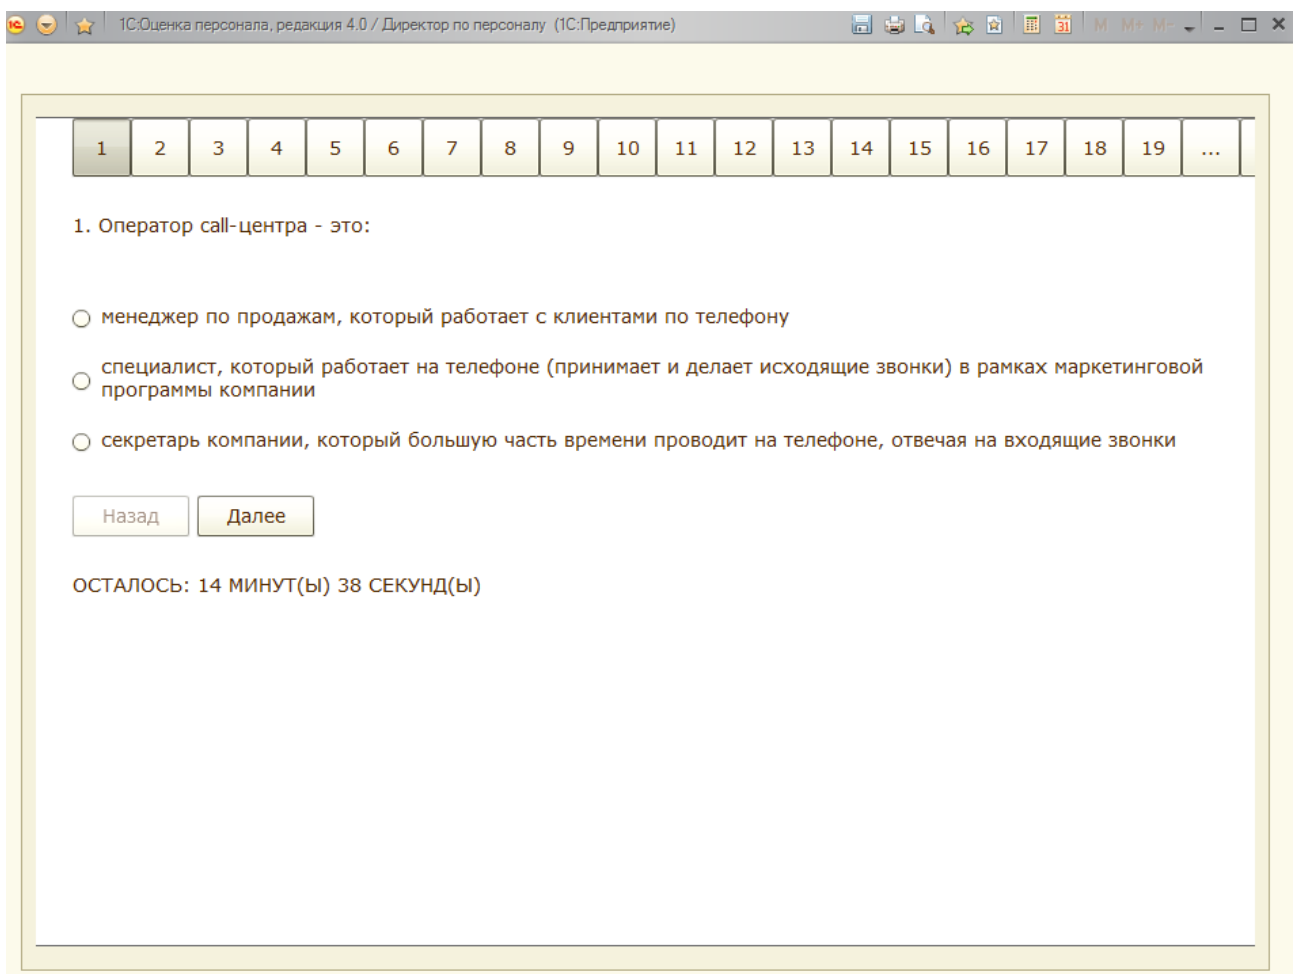 1С:Оценка персонала, редакция 4.0 / Директор по персоналу (1С:Предприятие)
31 M M+ M-
1 2 3 4 5 6 7 8 9 10 11 12 13 14 15 16 17 18 19 ...
1. Оператор call-центра - это:
менеджер по продажам, который работает с клиентами по телефону
специалист, который работает на телефоне (принимает и делает исходящие звонки) в рамках маркетинговой
программы компании
секретарь компании, который большую часть времени проводит на телефоне, отвечая на входящие звонки
Назад Далее
ОСТАЛОСЬ: 14 МИНУТ(Ы) 38 СЕКУНД(Ы)